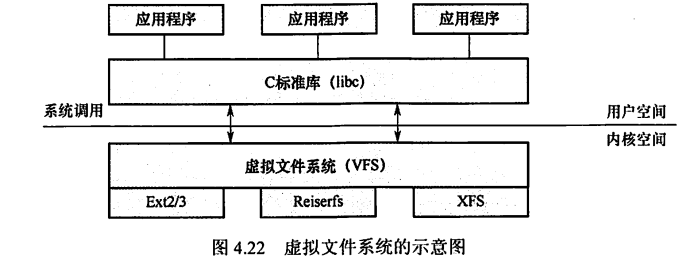 应用程序 应用程序 应用程序
C标准库（libc）
系统调用 用户空间
内核空间
虚拟文件系统（VFS）
Ext2/3 Reiserfs XFS
图 4.22 虚拟文件系统的示意图